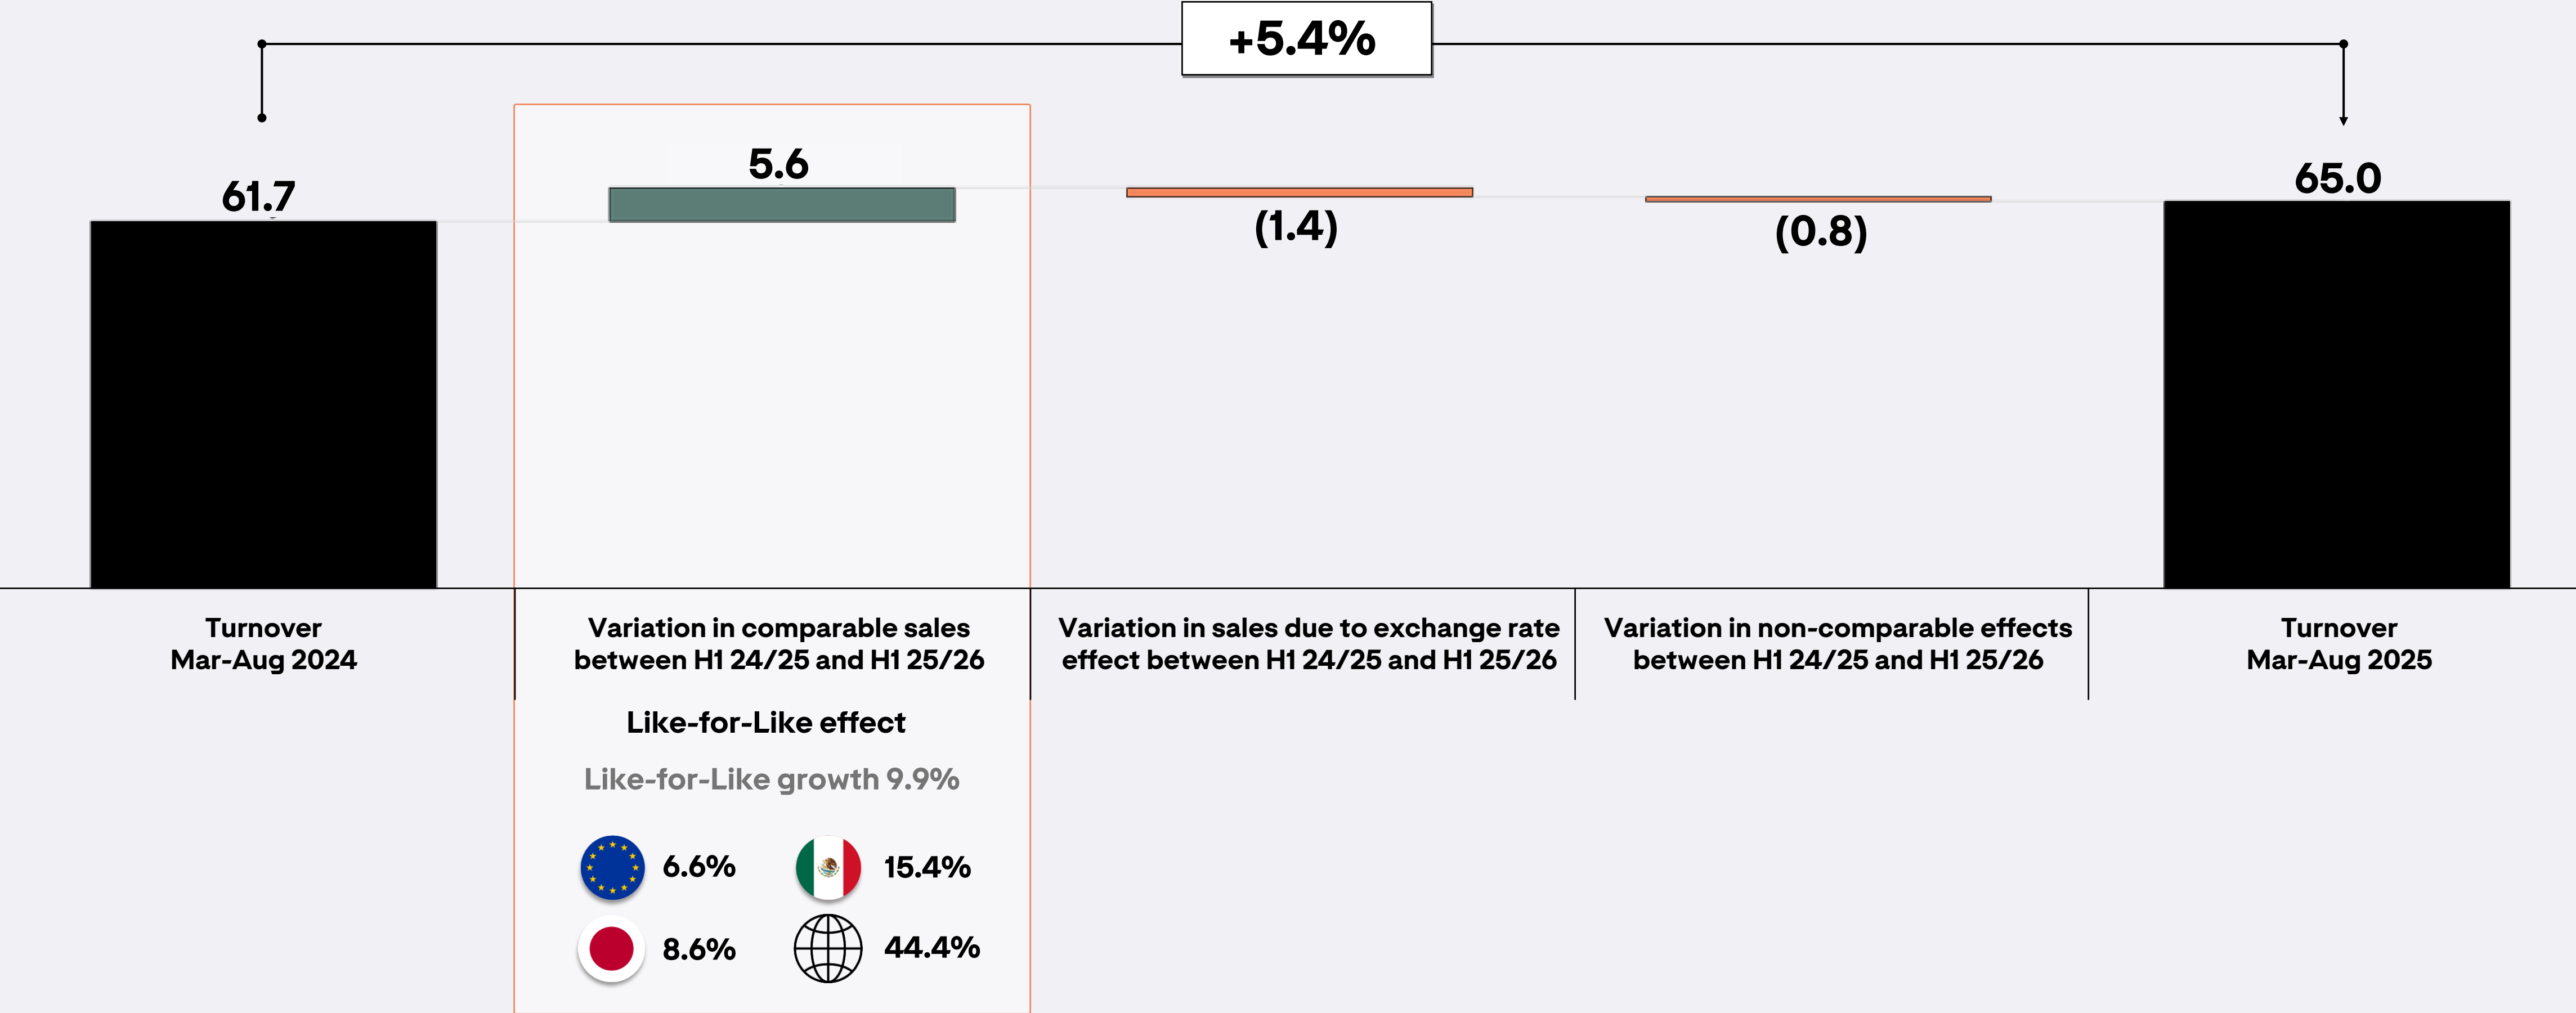 +5.4%
61.7
5.6
(1.4)
(0.8)
65.0
Turnover
Mar-Aug 2024
Variation in comparable sales
between H1 24/25 and H1 25/26
Variation in sales due to exchange rate
effect between H1 24/25 and H1 25/26
Variation in non-comparable effects
between H1 24/25 and H1 25/26
Turnover
Mar-Aug 2025
Like-for-Like effect
Like-for-Like growth 9.9%
6.6%
15.4%
8.6%
44.4%